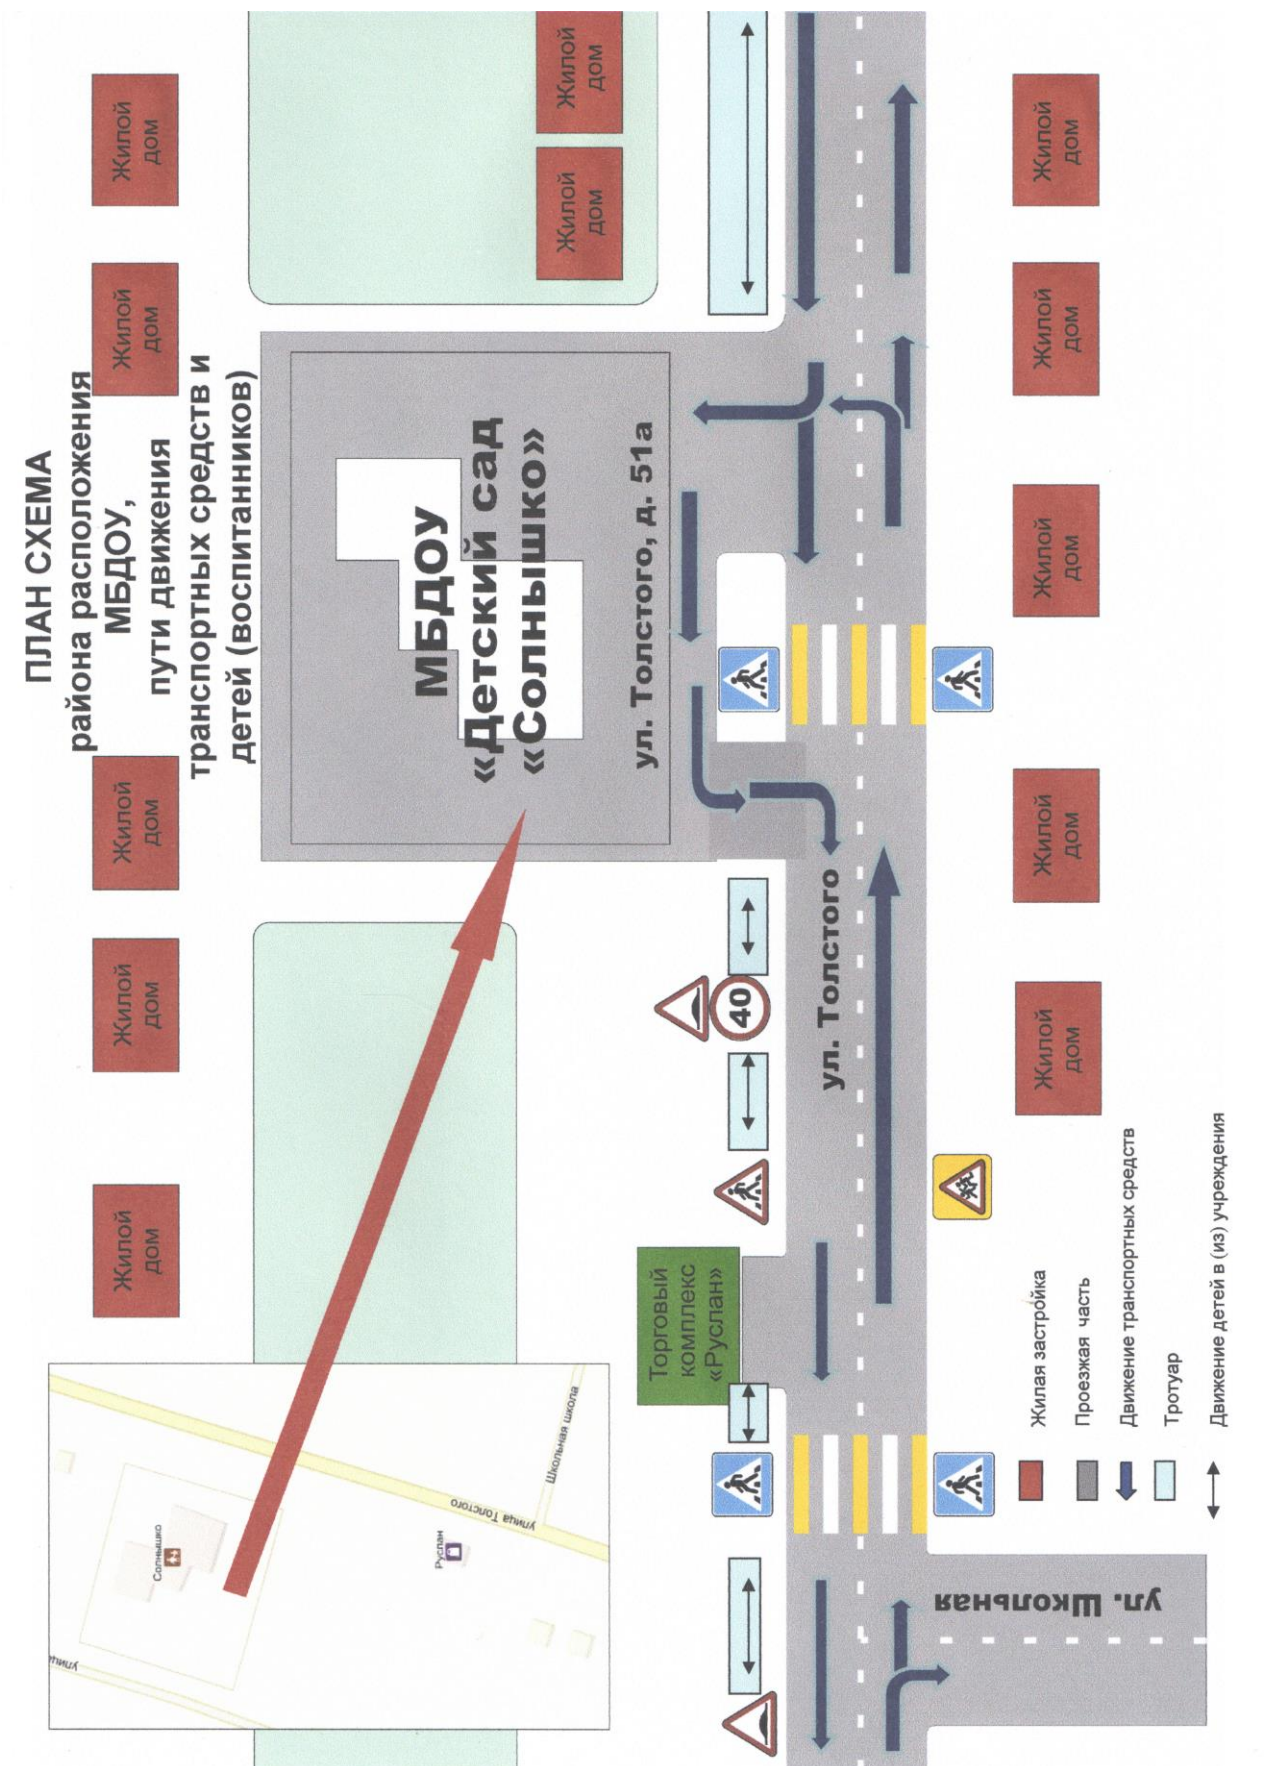 ПЛАН СХЕМА
района расположения
МБДОУ,
пути движения
транспортных средств и
детей (воспитанников)
Жилой
дом
Жилой
дом
Жилой
дом
Жилой
дом
Жилой
дом
Жилой
дом
Жилой
дом
МБДОУ
«Детский сад
«Солнышко»
ул. Толстого, д. 51а
Солнышко
Руслан
улица Толстого
Школьная школа
улица
Торговый
комплекс
«Руслан»
40
ул. Толстого
ул. Школьная
Жилой
дом
Жилой
дом
Жилой
дом
Жилой
дом
Жилой
дом
Жилая застройка
Проезжая часть
Движение транспортных средств
Тротуар
Движение детей в (из) учреждения